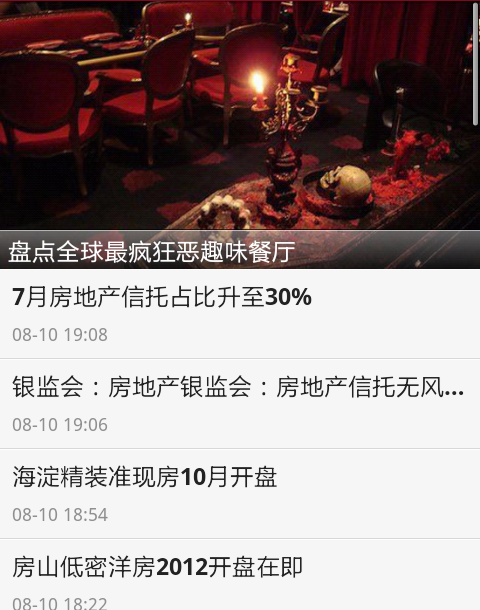 盘点全球最疯狂恶趣味餐厅
7月房地产信托占比升至30%
08-10 19:08
银监会：房地产银监会：房地产信托无风...
08-10 19:06
海淀精装准现房10月开盘
08-10 18:54
房山低密洋房2012开盘在即
08-10 18:22